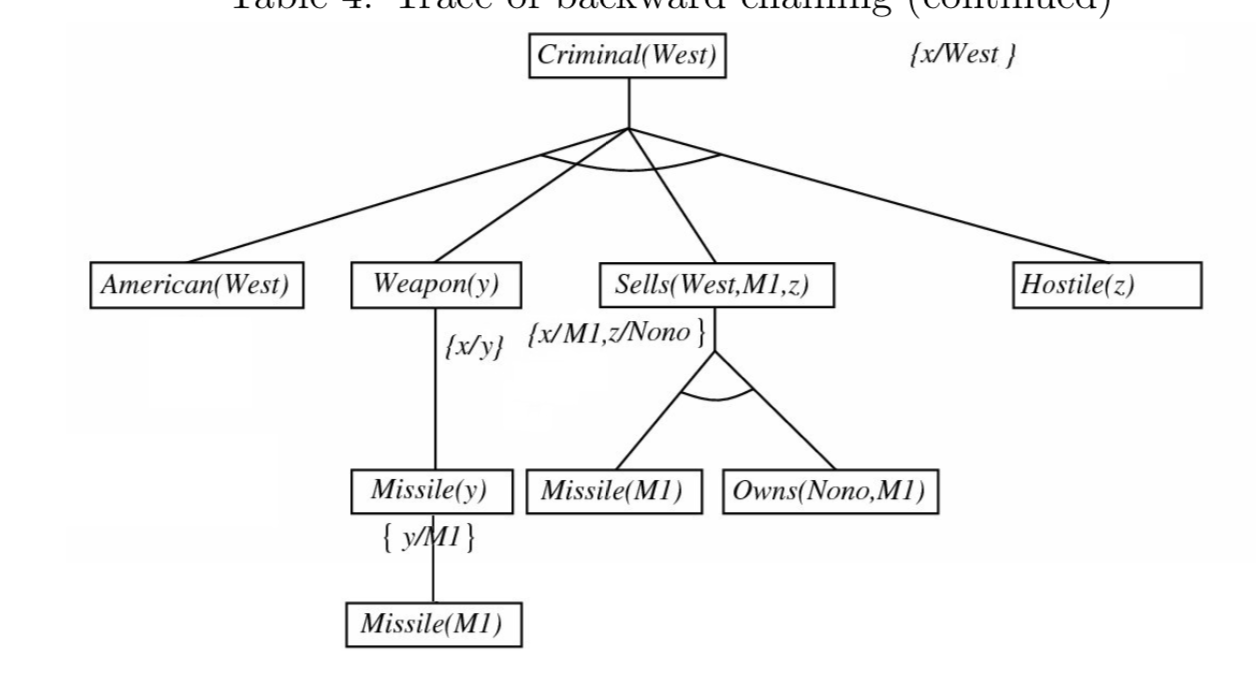 Table 4: Trace of backward chaining (continued)
Criminal(West) {x/West }
American(West) Weapon(y) Sells(West,M1,z) Hostile(z)
{x/y} {x/M1,z/Nono }
Missile(y) Missile(M1) Owns(Nono,M1)
{ y/M1}
Missile(M1)